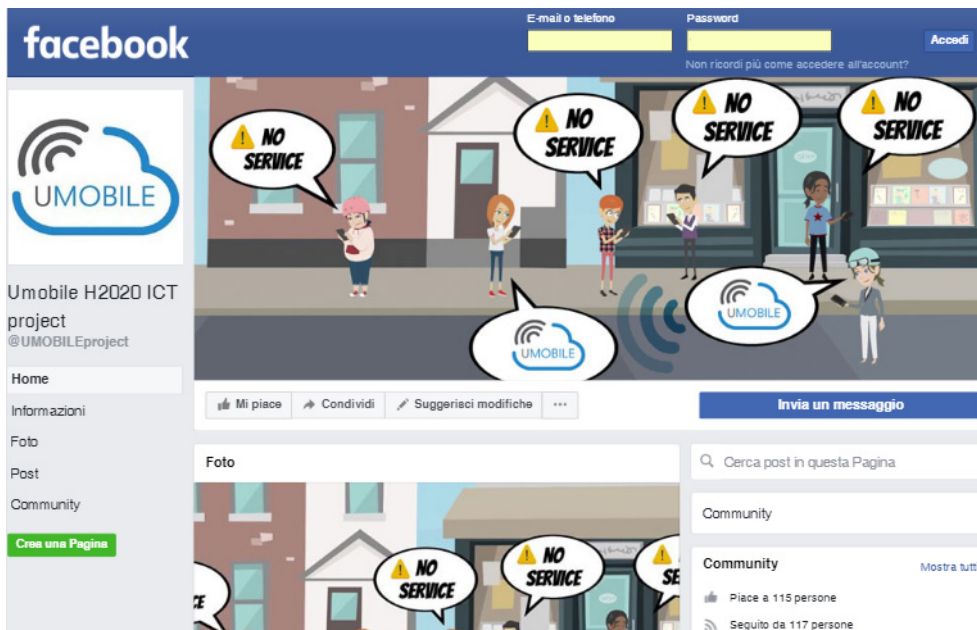 facebook
E-mail o telefono
Password
Accedi
Non ricordi più come accedere all'account?
UMOBILE
Umobile H2020 ICT
project
@UMOBILEproject
Home
Informazioni
Foto
Post
Community
Crea una Pagina
NO
SERVICE
NO
SERVICE
NO
SERVICE
NO
SERVICE
UMOBILE
UMOBILE
Mi piace
Condividi
Suggerisci modifiche
Invia un messaggio
Foto
NO
SERVICE
NO
SERVICE
Cerca post in questa Pagina
Community
Community
Mostra tutti
Piace a 115 persone
Seguito da 117 persone